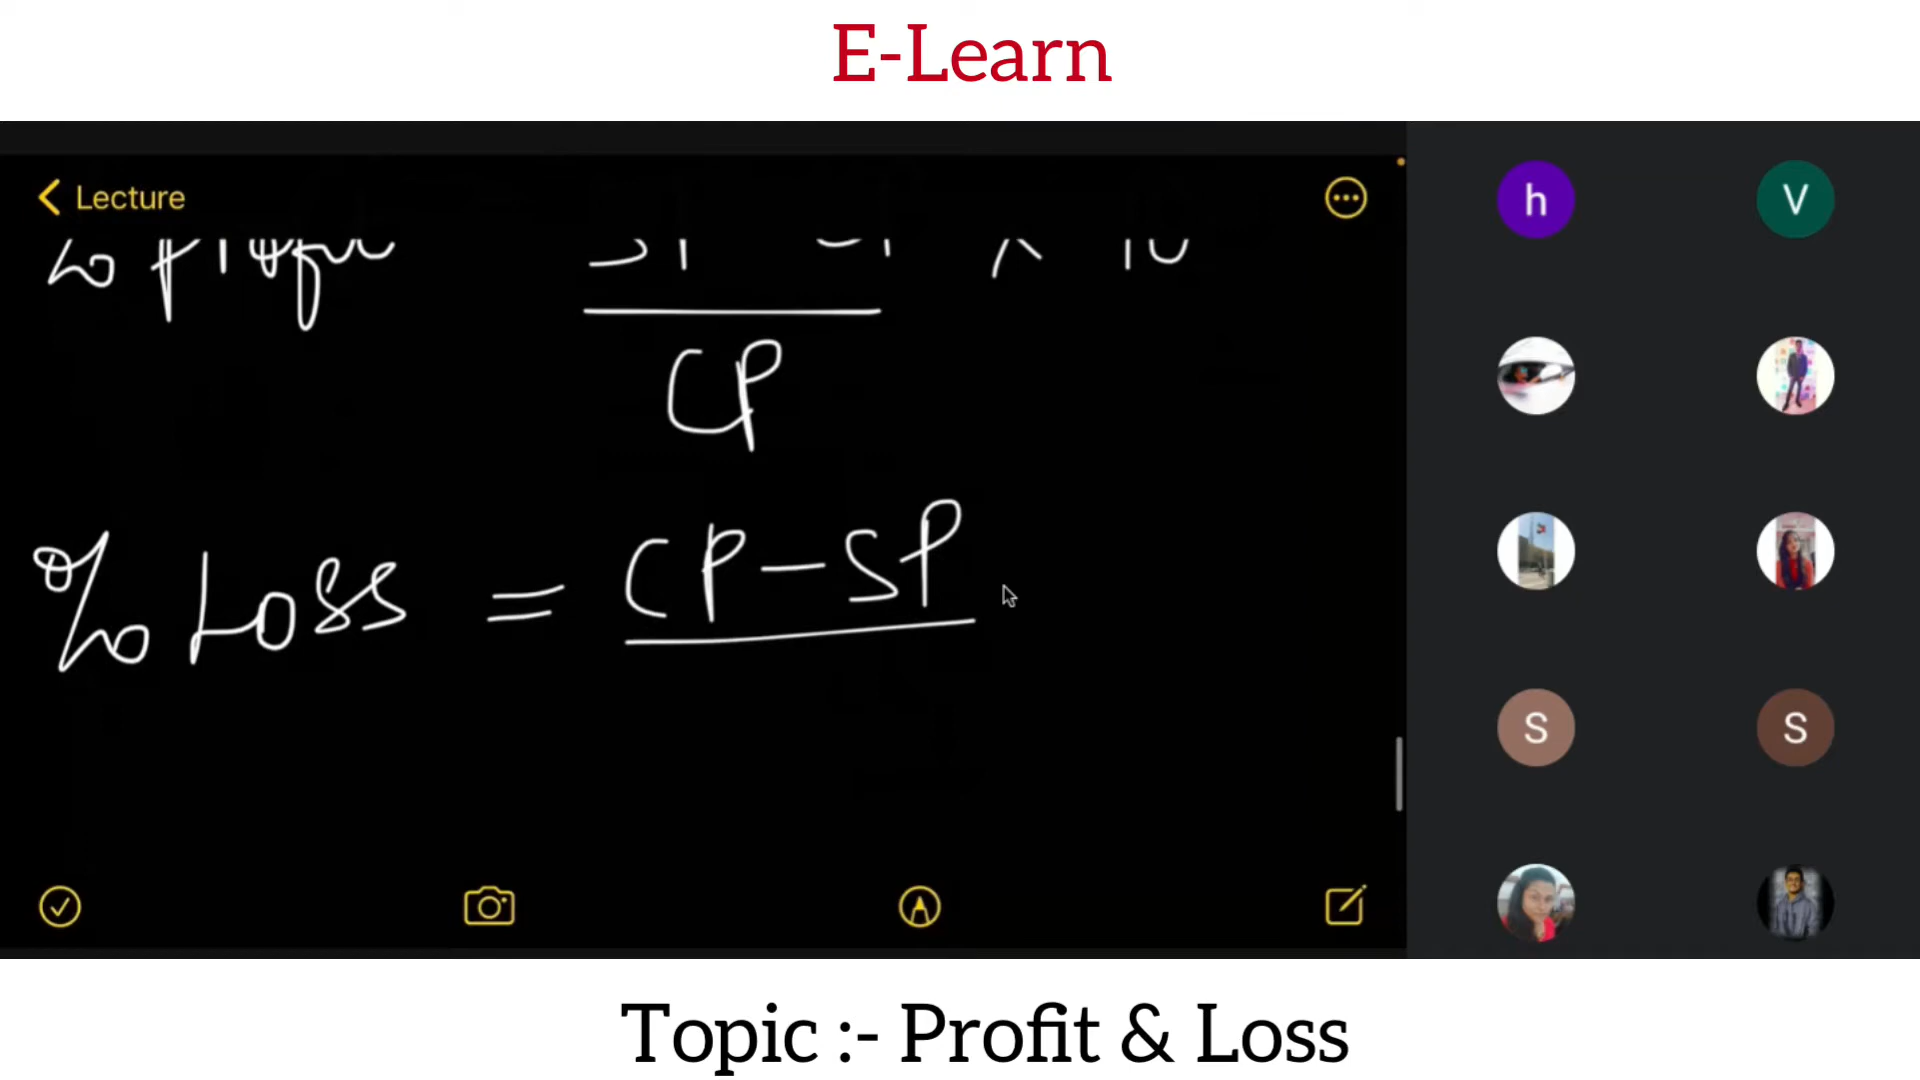 E-Learn
Lecture
h
V
CP
% Loss = CP-SP
S
S
Topic :- Profit & Loss